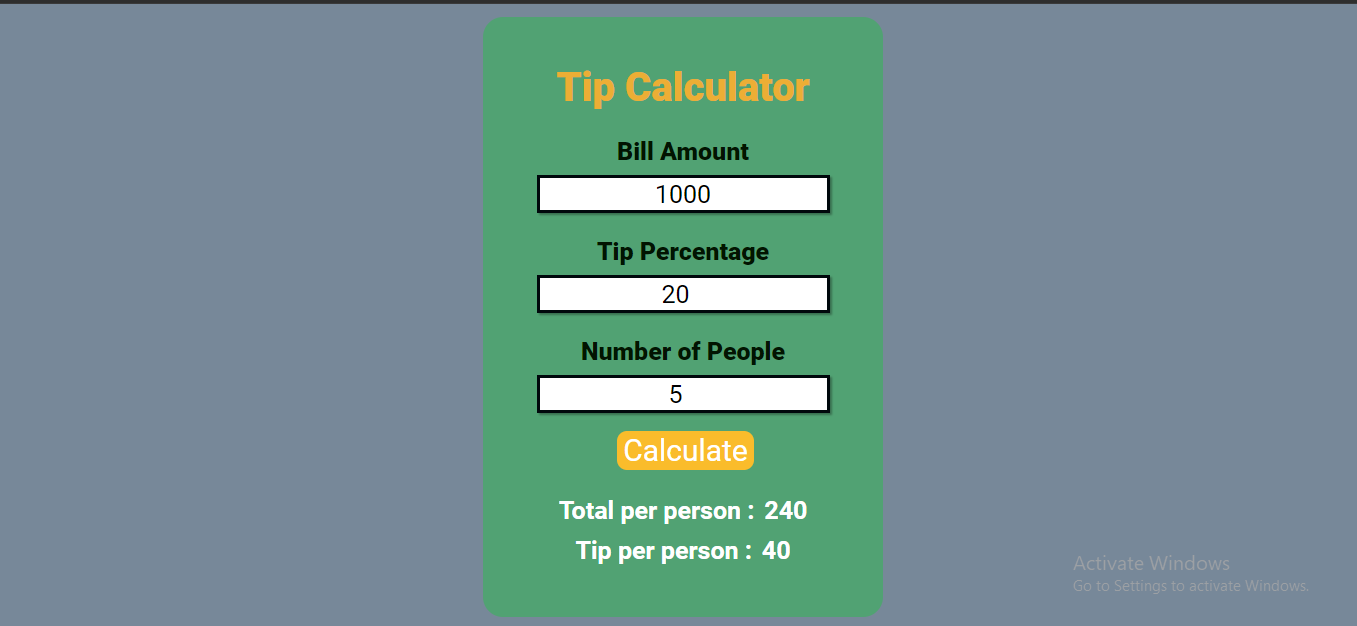 Tip Calculator
Bill Amount
1000
Tip Percentage
20
Number of People
5
Calculate
Total per person : 240
Tip per person : 40
Activate Windows
Go to Settings to activate Windows.